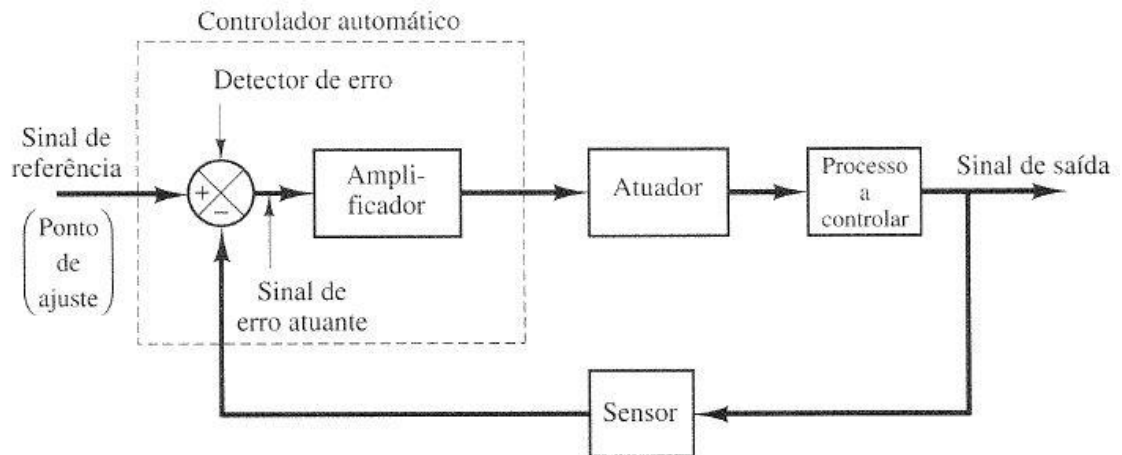 Controlador automático
Detector de erro
Sinal de
referência
(Ponto
de
ajuste)
+
−
Ampli-
ficador
Sinal de
erro atuante
Atuador
Processo
a
controlar
Sinal de saída
Sensor